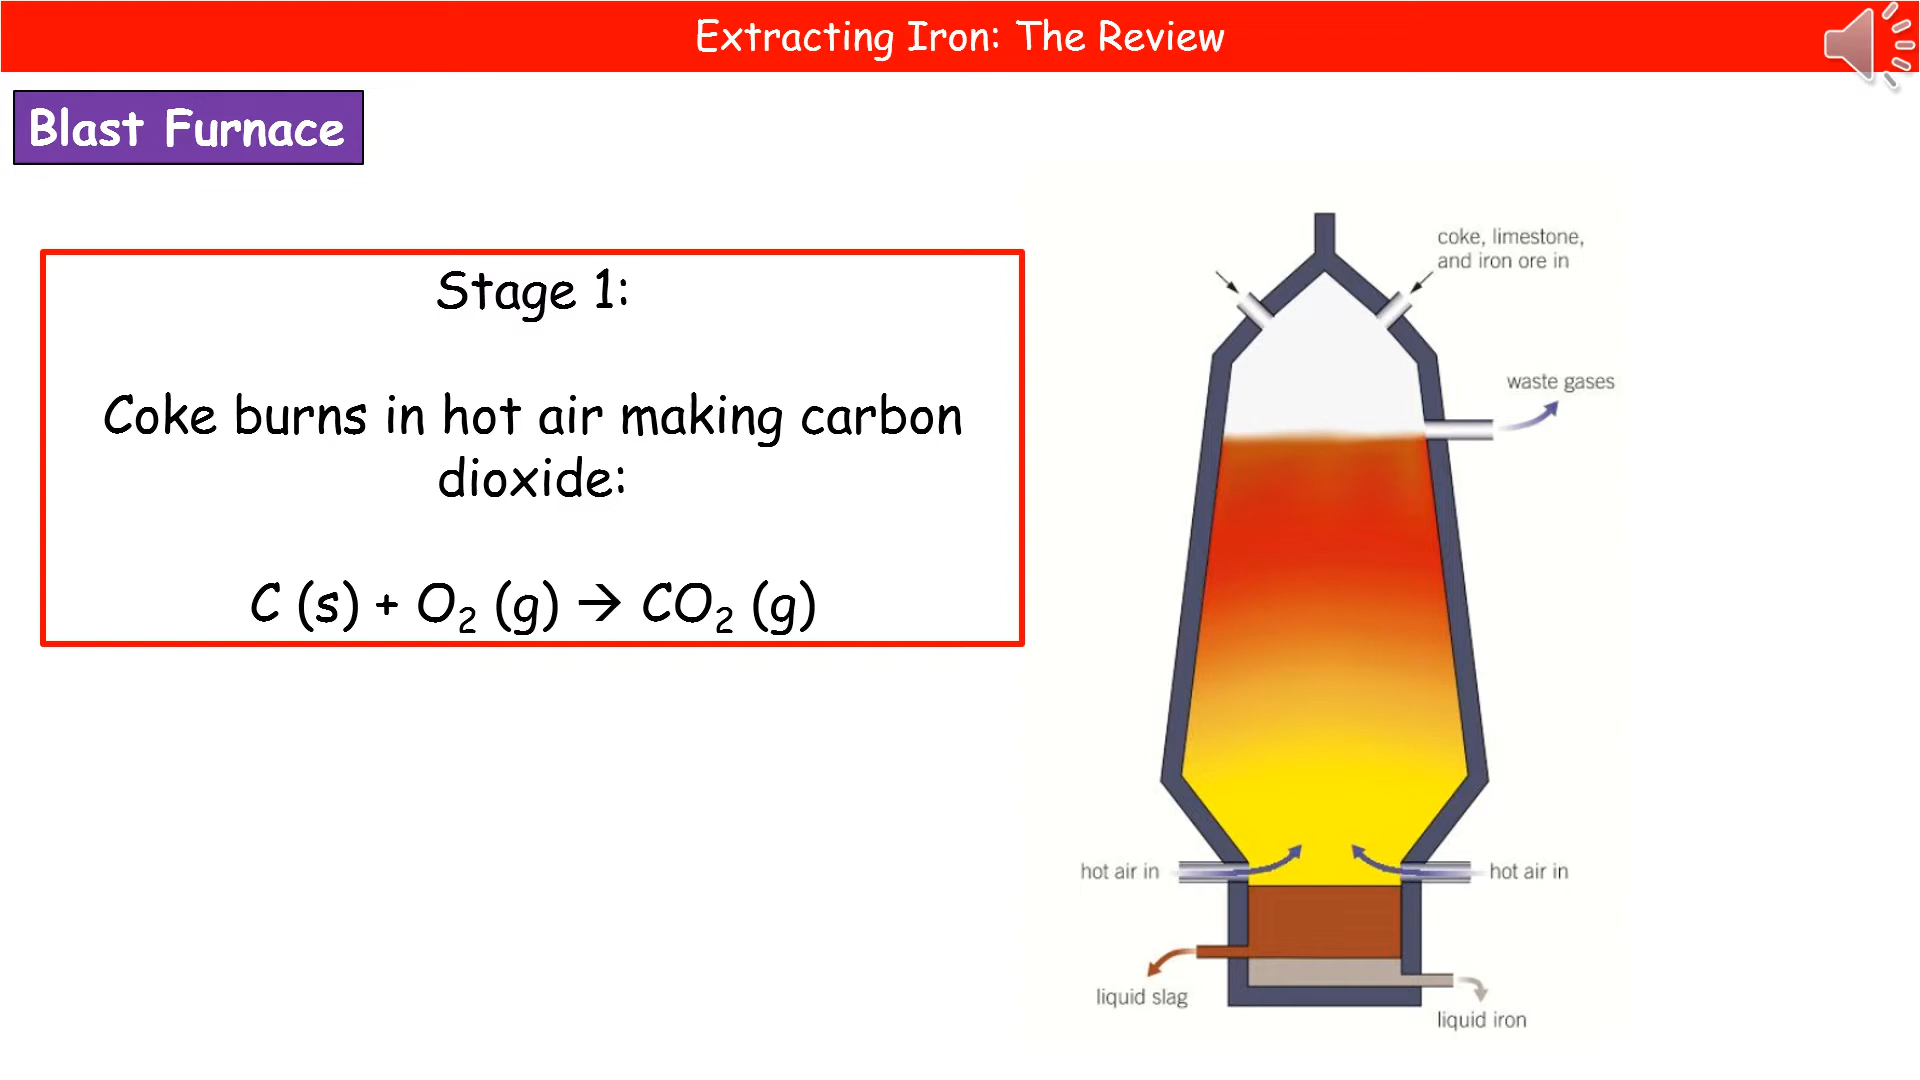 Extracting Iron: The Review
Blast Furnace
Stage 1:
Coke burns in hot air making carbon
dioxide:
C (s) + O₂ (g) → CO₂ (g)
coke, limestone,
and iron ore in
waste gases
hot air in
hot air in
liquid slag
liquid iron